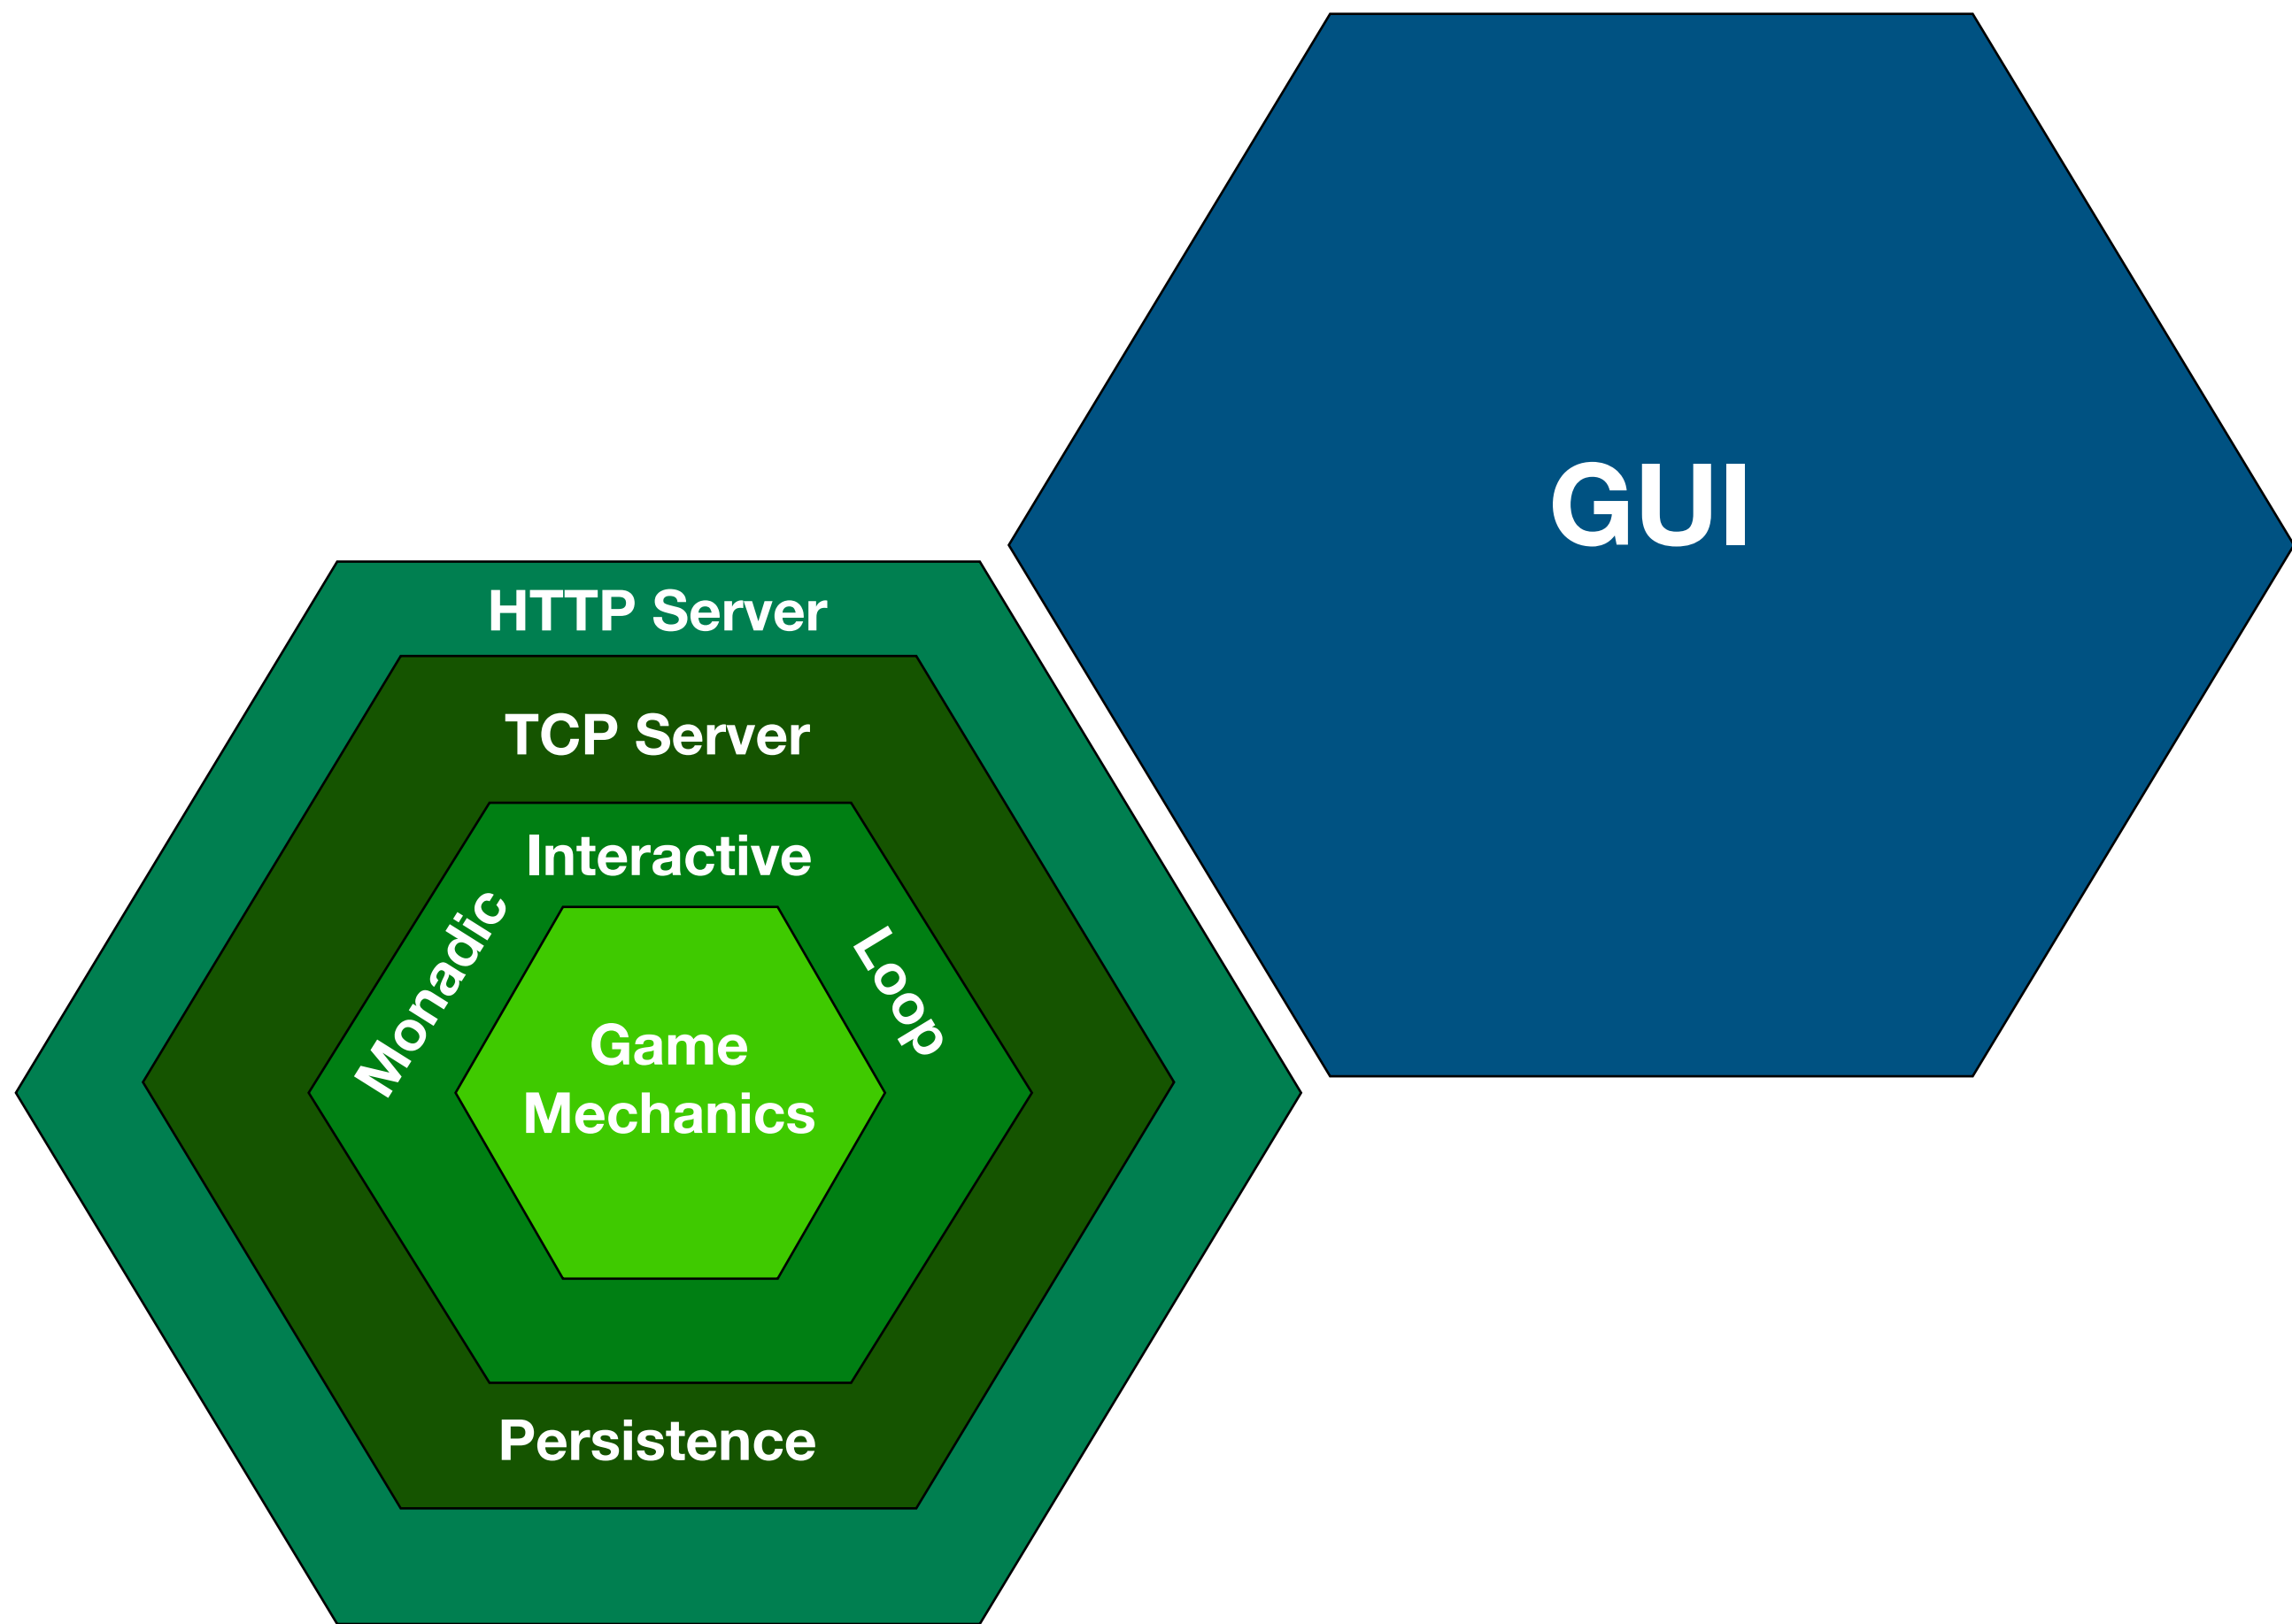 GUI
HTTP Server
TCP Server
Interactive
Monadic
Loop
Game
Mechanics
Persistence